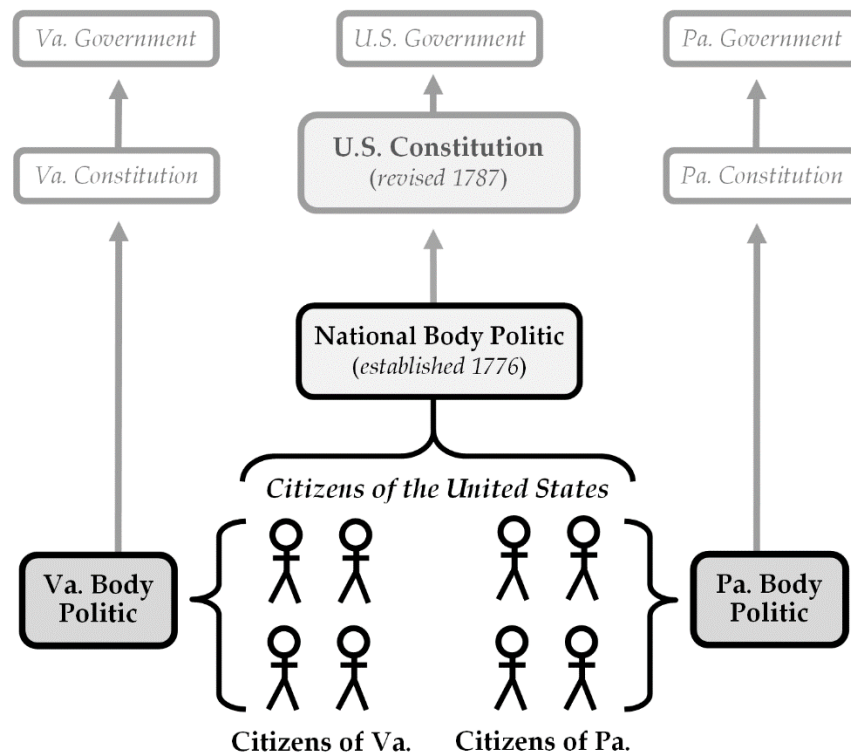 Va. Government
U.S. Government
Pa. Government
U.S. Constitution
(revised 1787)
Va. Constitution
Pa. Constitution
National Body Politic
(established 1776)
Citizens of the United States
Va. Body
Politic
Pa. Body
Politic
Citizens of Va.
Citizens of Pa.